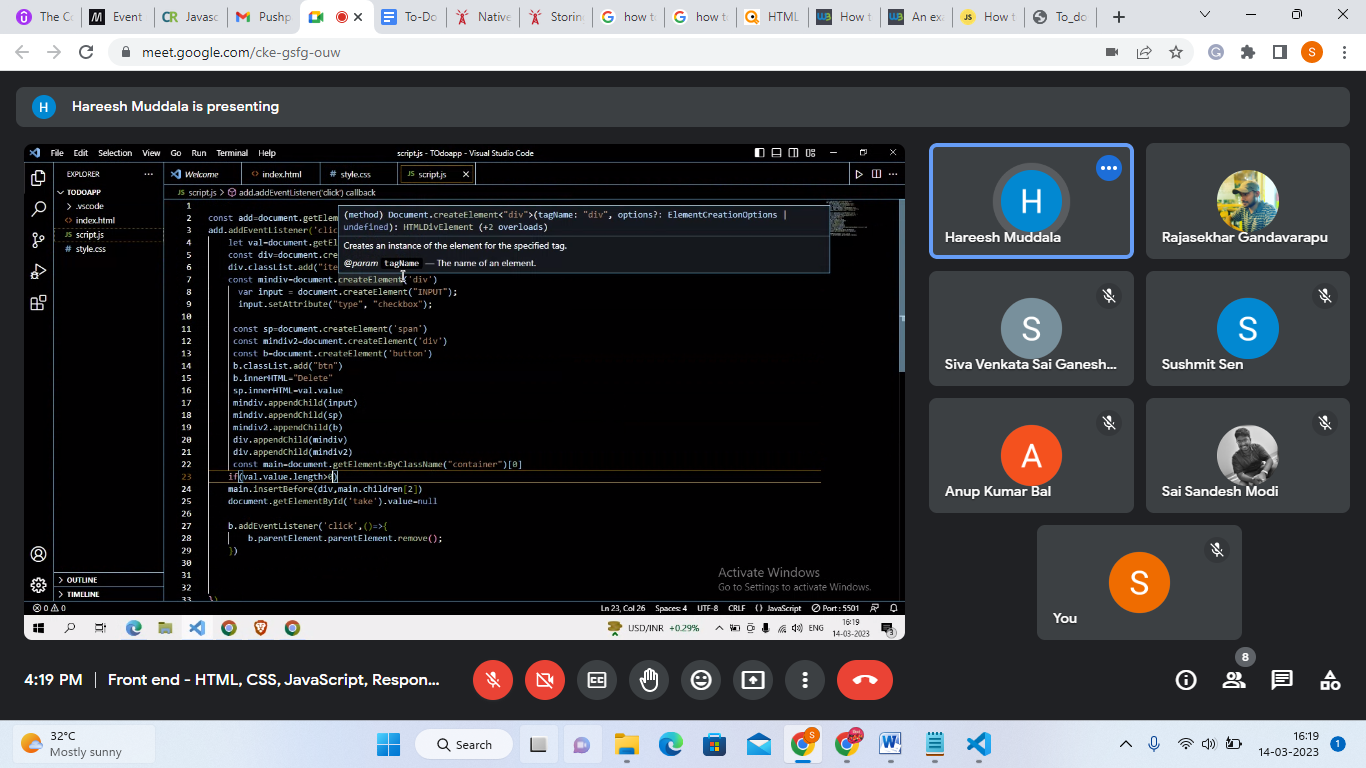 The Co
Event
Javasc
Pushp
To-Do
Native
Storin
how t
how t
HTML
How t
An exa
How t
To_do
meet.google.com/cke-gsfg-ouw
S
H
Hareesh Muddala is presenting
File Edit Selection View Go Run Terminal Help
script.js - TOdoapp - Visual Studio Code
EXPLORER
TODOAPP
.vscode
index.html
script.js
style.css
OUTLINE
TIMELINE
Welcome
index.html
style.css
script.js
script.js > add.addEventListener('click') callback
(method) Document.createElement<"div">(tagName: "div", options?: ElementCreationOptions |
undefined): HTMLDivElement (+2 overloads)
Creates an instance of the element for the specified tag.
@param tagName — The name of an element.
1
2 const add=document.getElem
3 add.addEventListener('clic
4 let val=document.getEl
5 const div=document.cre
6 div.classList.add("ite
7 const mindiv=document.createElement('div')
8 var input = document.createElement("INPUT");
9 input.setAttribute("type", "checkbox");
10
11 const sp=document.createElement('span')
12 const mindiv2=document.createElement('div')
13 const b=document.createElement('button')
14 b.classList.add("btn")
15 b.innerHTML="Delete"
16 sp.innerHTML=val.value
17 mindiv.appendChild(input)
18 mindiv.appendChild(sp)
19 mindiv2.appendChild(b)
20 div.appendChild(mindiv)
21 div.appendChild(mindiv2)
22 const main=document.getElementsByClassName("container")[0]
23 if(val.value.length>0)
24 main.insertBefore(div,main.children[2])
25 document.getElementById('take').value=null
26
27 b.addEventListener('click',()=>{
28 b.parentElement.parentElement.remove();
29 })
30
31
32
33 })
Activate Windows
Go to Settings to activate Windows.
0 0
Ln 23, Col 26 Spaces: 4 UTF-8 CRLF {} JavaScript Port : 5501
USD/INR +0.29%
ENG
16:19
14-03-2023
3
H
Hareesh Muddala
Rajasekhar Gandavarapu
S
Siva Venkata Sai Ganesh...
S
Sushmit Sen
A
Anup Kumar Bal
Sai Sandesh Modi
S
You
4:19 PM | Front end - HTML, CSS, JavaScript, Respon...
8
32°C
Mostly sunny
Search
16:19
14-03-2023
1